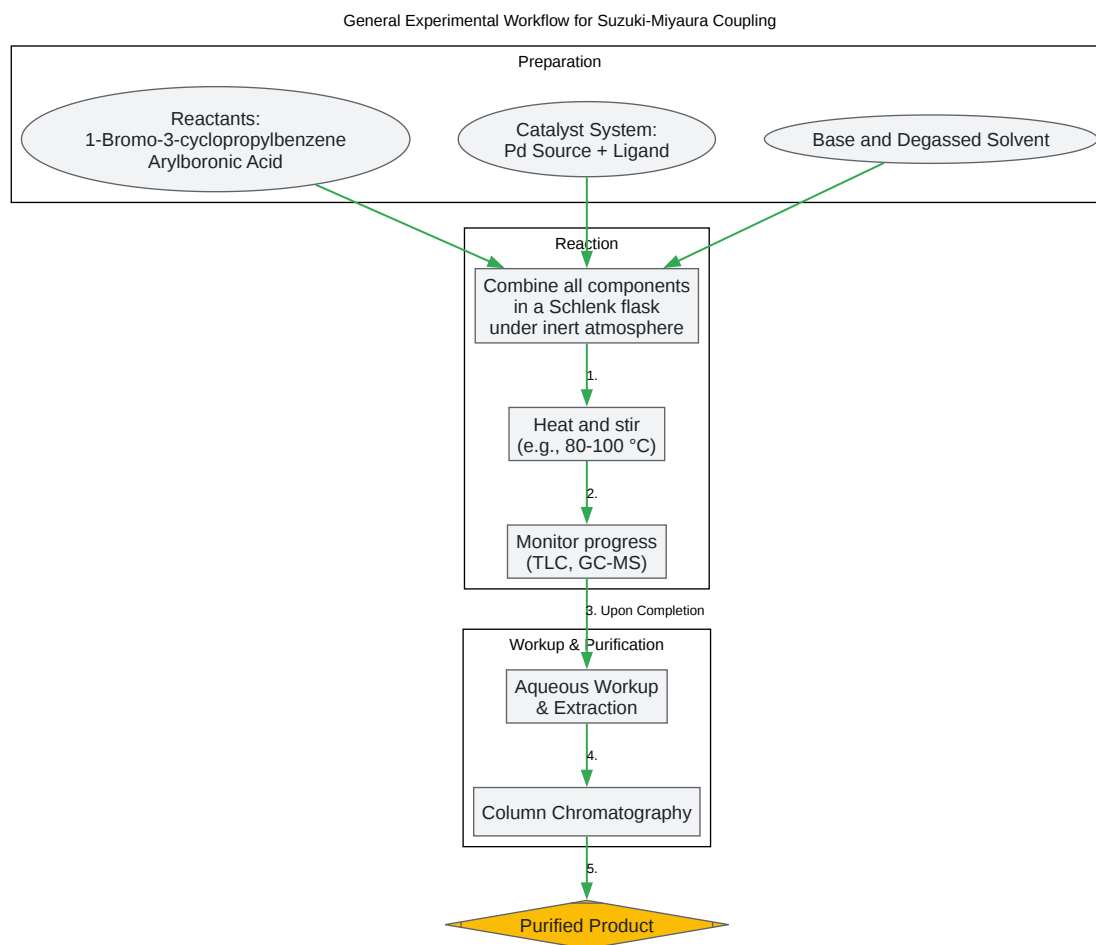 General Experimental Workflow for Suzuki-Miyaura Coupling
Preparation
Reactants:
1-Bromo-3-cyclopropylbenzene
Arylboronic Acid
Catalyst System:
Pd Source + Ligand
Base and Degassed Solvent
Reaction
Combine all components
in a Schlenk flask
under inert atmosphere
1.
Heat and stir
(e.g., 80-100 °C)
2.
Monitor progress
(TLC, GC-MS)
3. Upon Completion
Workup & Purification
Aqueous Workup
& Extraction
4.
Column Chromatography
5.
Purified Product